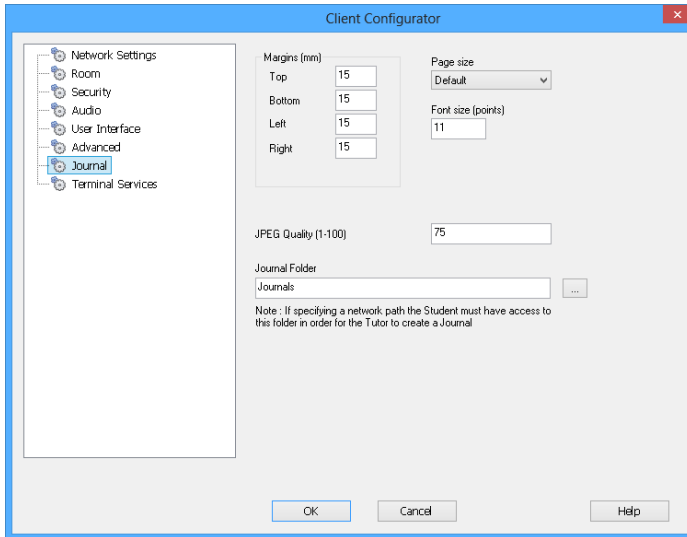 Client Configurator
Network Settings
Room
Security
Audio
User Interface
Advanced
Journal
Terminal Services
Margins (mm)
Top 15
Bottom 15
Left 15
Right 15
Page size
Default
Font size (points)
11
JPEG Quality (1-100) 75
Journal Folder
Journals ...
Note : If specifying a network path the Student must have access to
this folder in order for the Tutor to create a Journal
OK Cancel Help